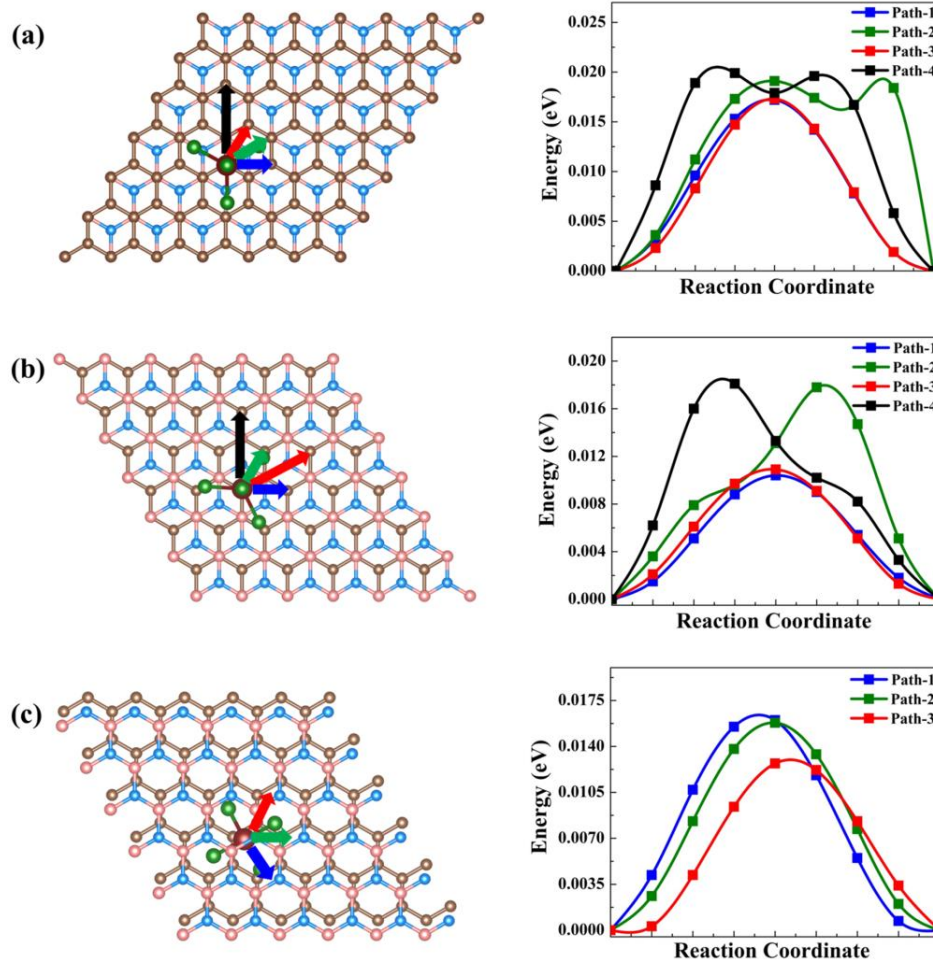 (a)
Energy (eV)
0.020
0.015
0.010
0.005
0.000
Path-1
Path-2
Path-3
Path-4
Reaction Coordinate
(b)
Energy (eV)
0.020
0.016
0.012
0.008
0.004
0.000
Path-1
Path-2
Path-3
Path-4
Reaction Coordinate
(c)
Energy (eV)
0.0175
0.0140
0.0105
0.0070
0.0035
0.0000
Path-1
Path-2
Path-3
Reaction Coordinate